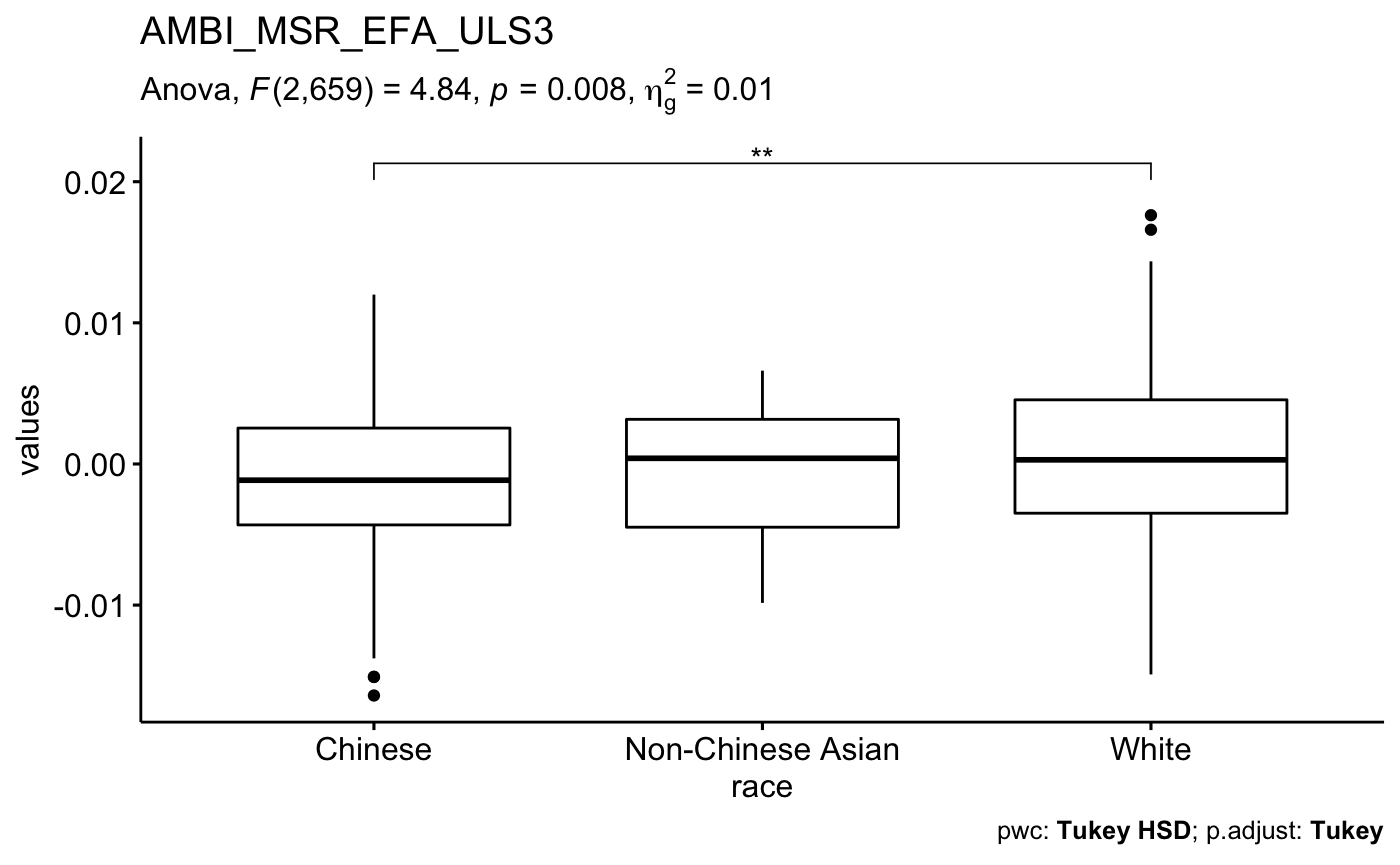 AMBI_MSR_EFA_ULS3
Anova, F(2,659) = 4.84, p = 0.008, η²g = 0.01
**
0.02
0.01
0.00
-0.01
values
Chinese
Non-Chinese Asian
White
race
pwc: Tukey HSD; p.adjust: Tukey